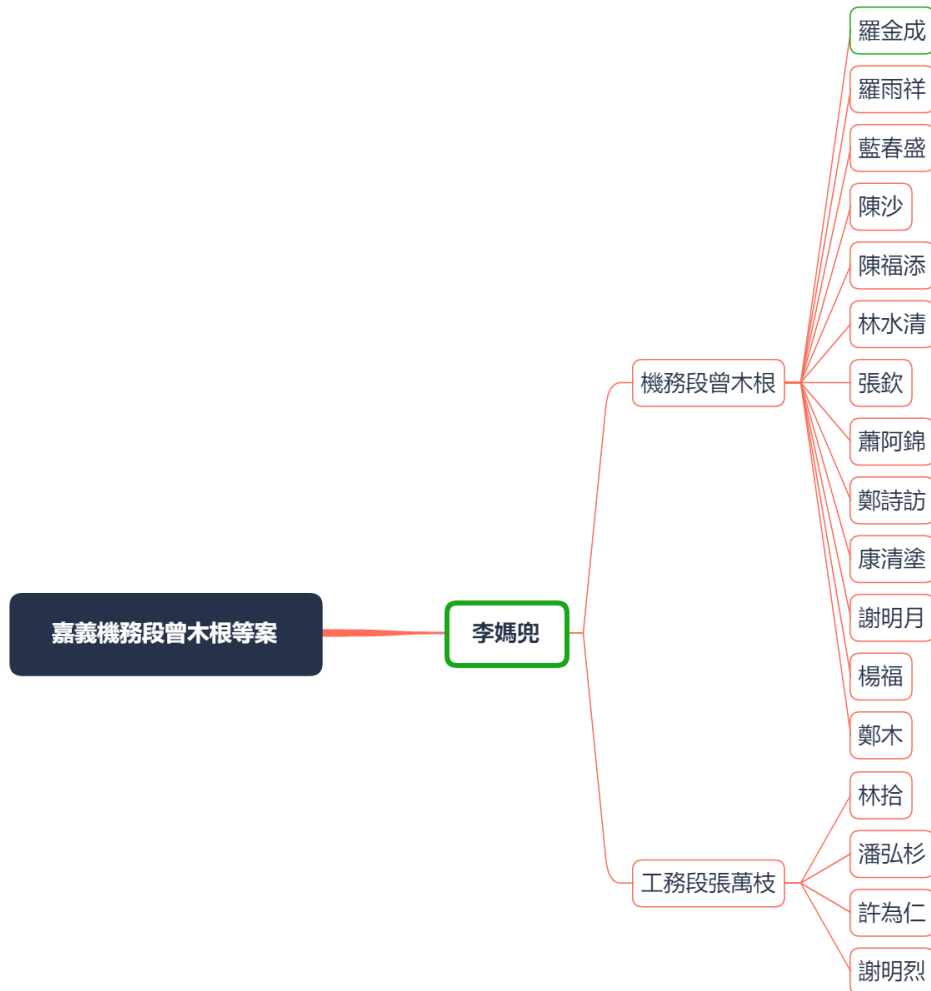 嘉義機務段曾木根等案
李媽兜
機務段曾木根
羅金成
羅雨祥
藍春盛
陳沙
陳福添
林水清
張欽
蕭阿錦
鄭詩訪
康清塗
謝明月
楊福
鄭木
工務段張萬枝
林拾
潘弘杉
許為仁
謝明烈